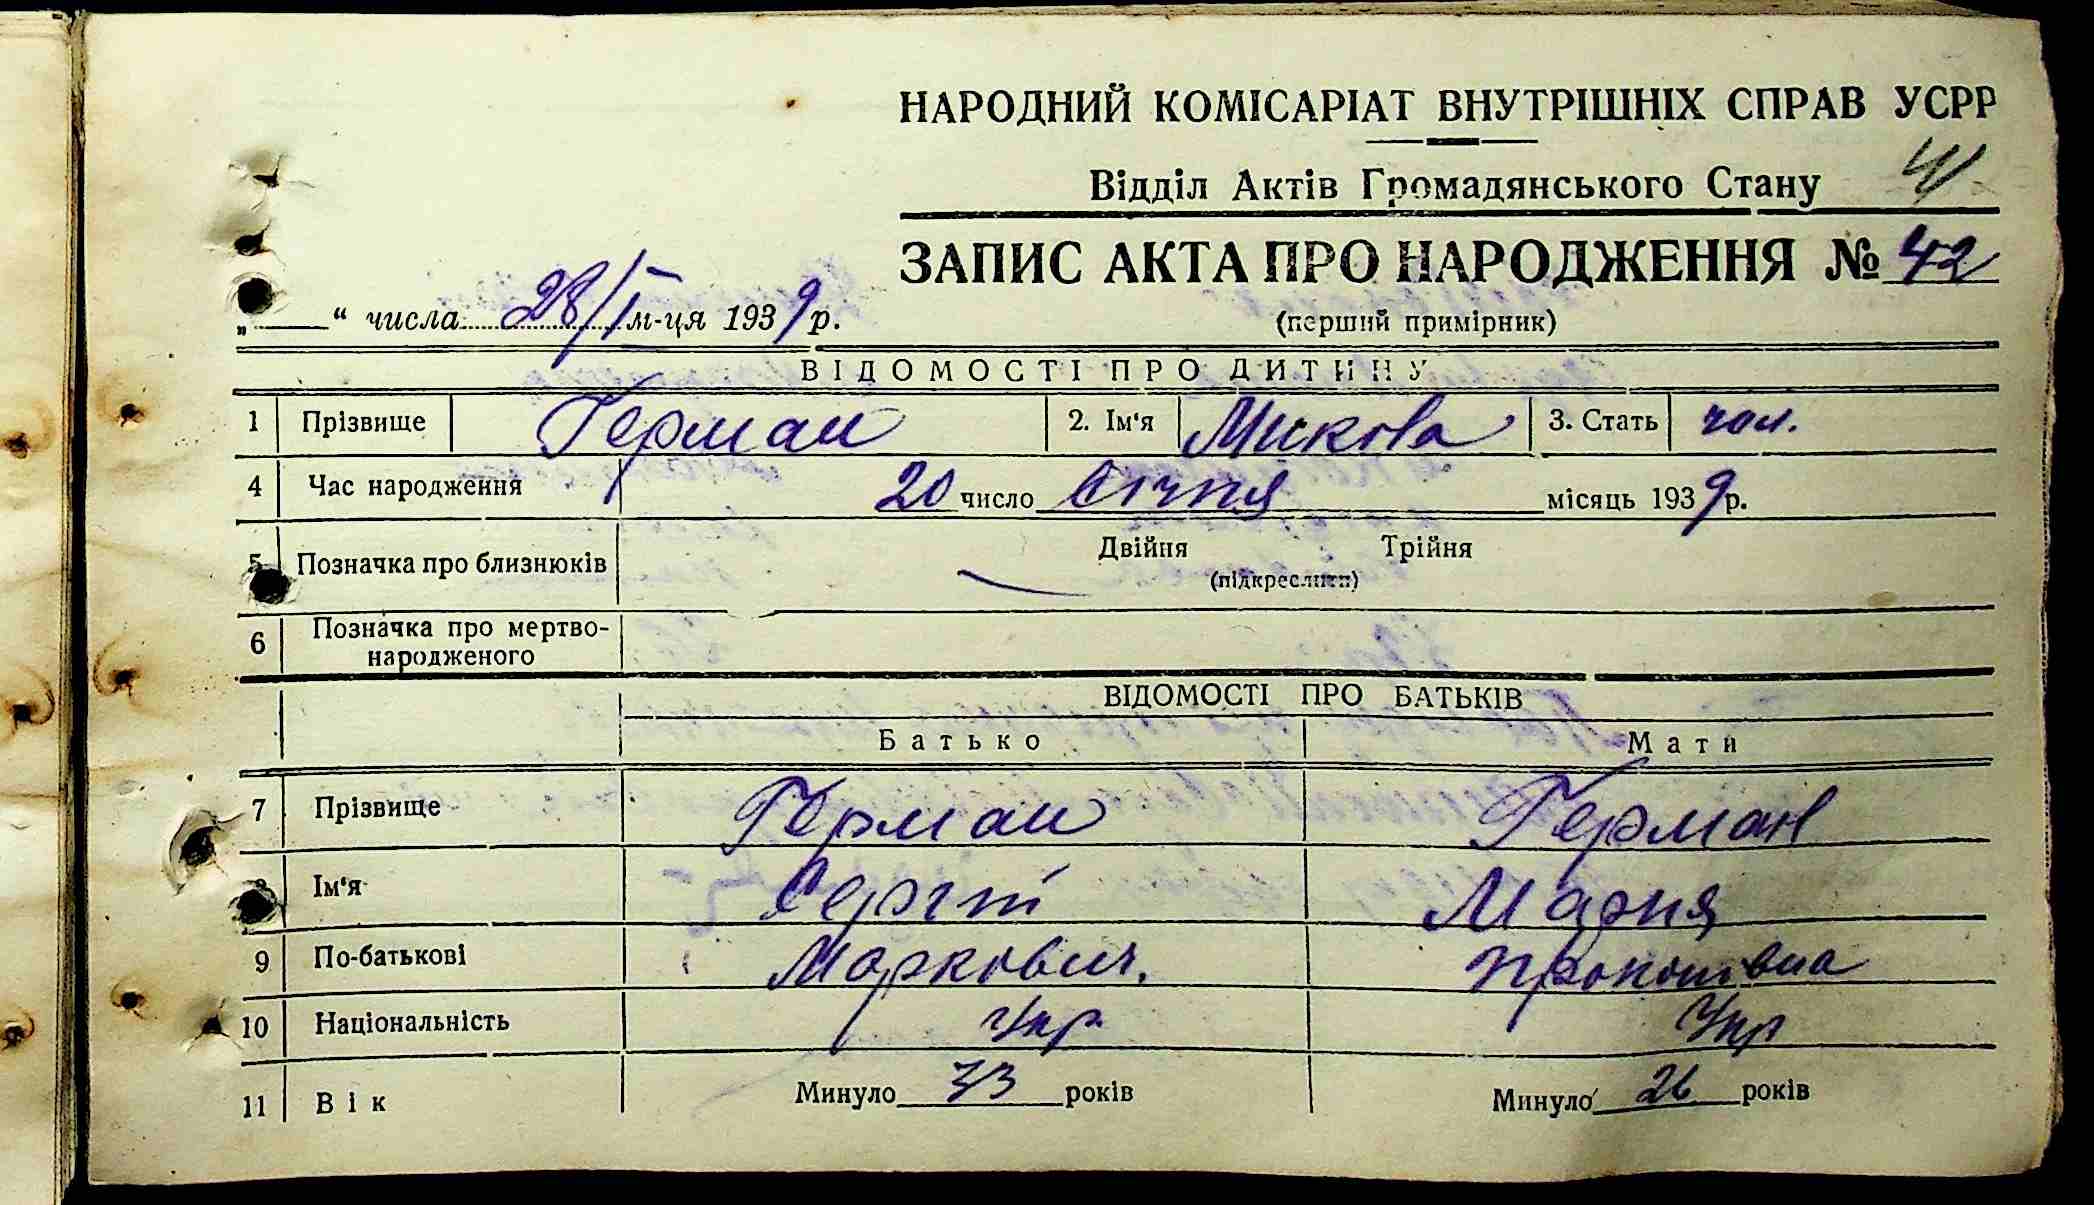 НАРОДНИЙ КОМІСАРІАТ ВНУТРІШНІХ СПРАВ УСРР
Відділ Актів Громадянського Стану 41
ЗАПИС АКТА ПРО НАРОДЖЕННЯ № 42
„ “ числа 28/I м-ця 1939 р. (перший примірник)
ВІДОМОСТІ ПРО ДИТИНУ
1 Прізвище Герман 2. Ім'я Микола 3. Стать чол.
4 Час народження 20 число Січня місяць 1939 р.
5 Позначка про близнюків Двійня Трійня
(підкреслити)
6 Позначка про мертво-
народженого
ВІДОМОСТІ ПРО БАТЬКІВ
Батько Мати
7 Прізвище Герман Герман
8 Ім'я Сергій Мария
9 По-батькові Маркович. Прокопівна
10 Національність Укр Укр
11 Вік Минуло 33 років Минуло 26 років